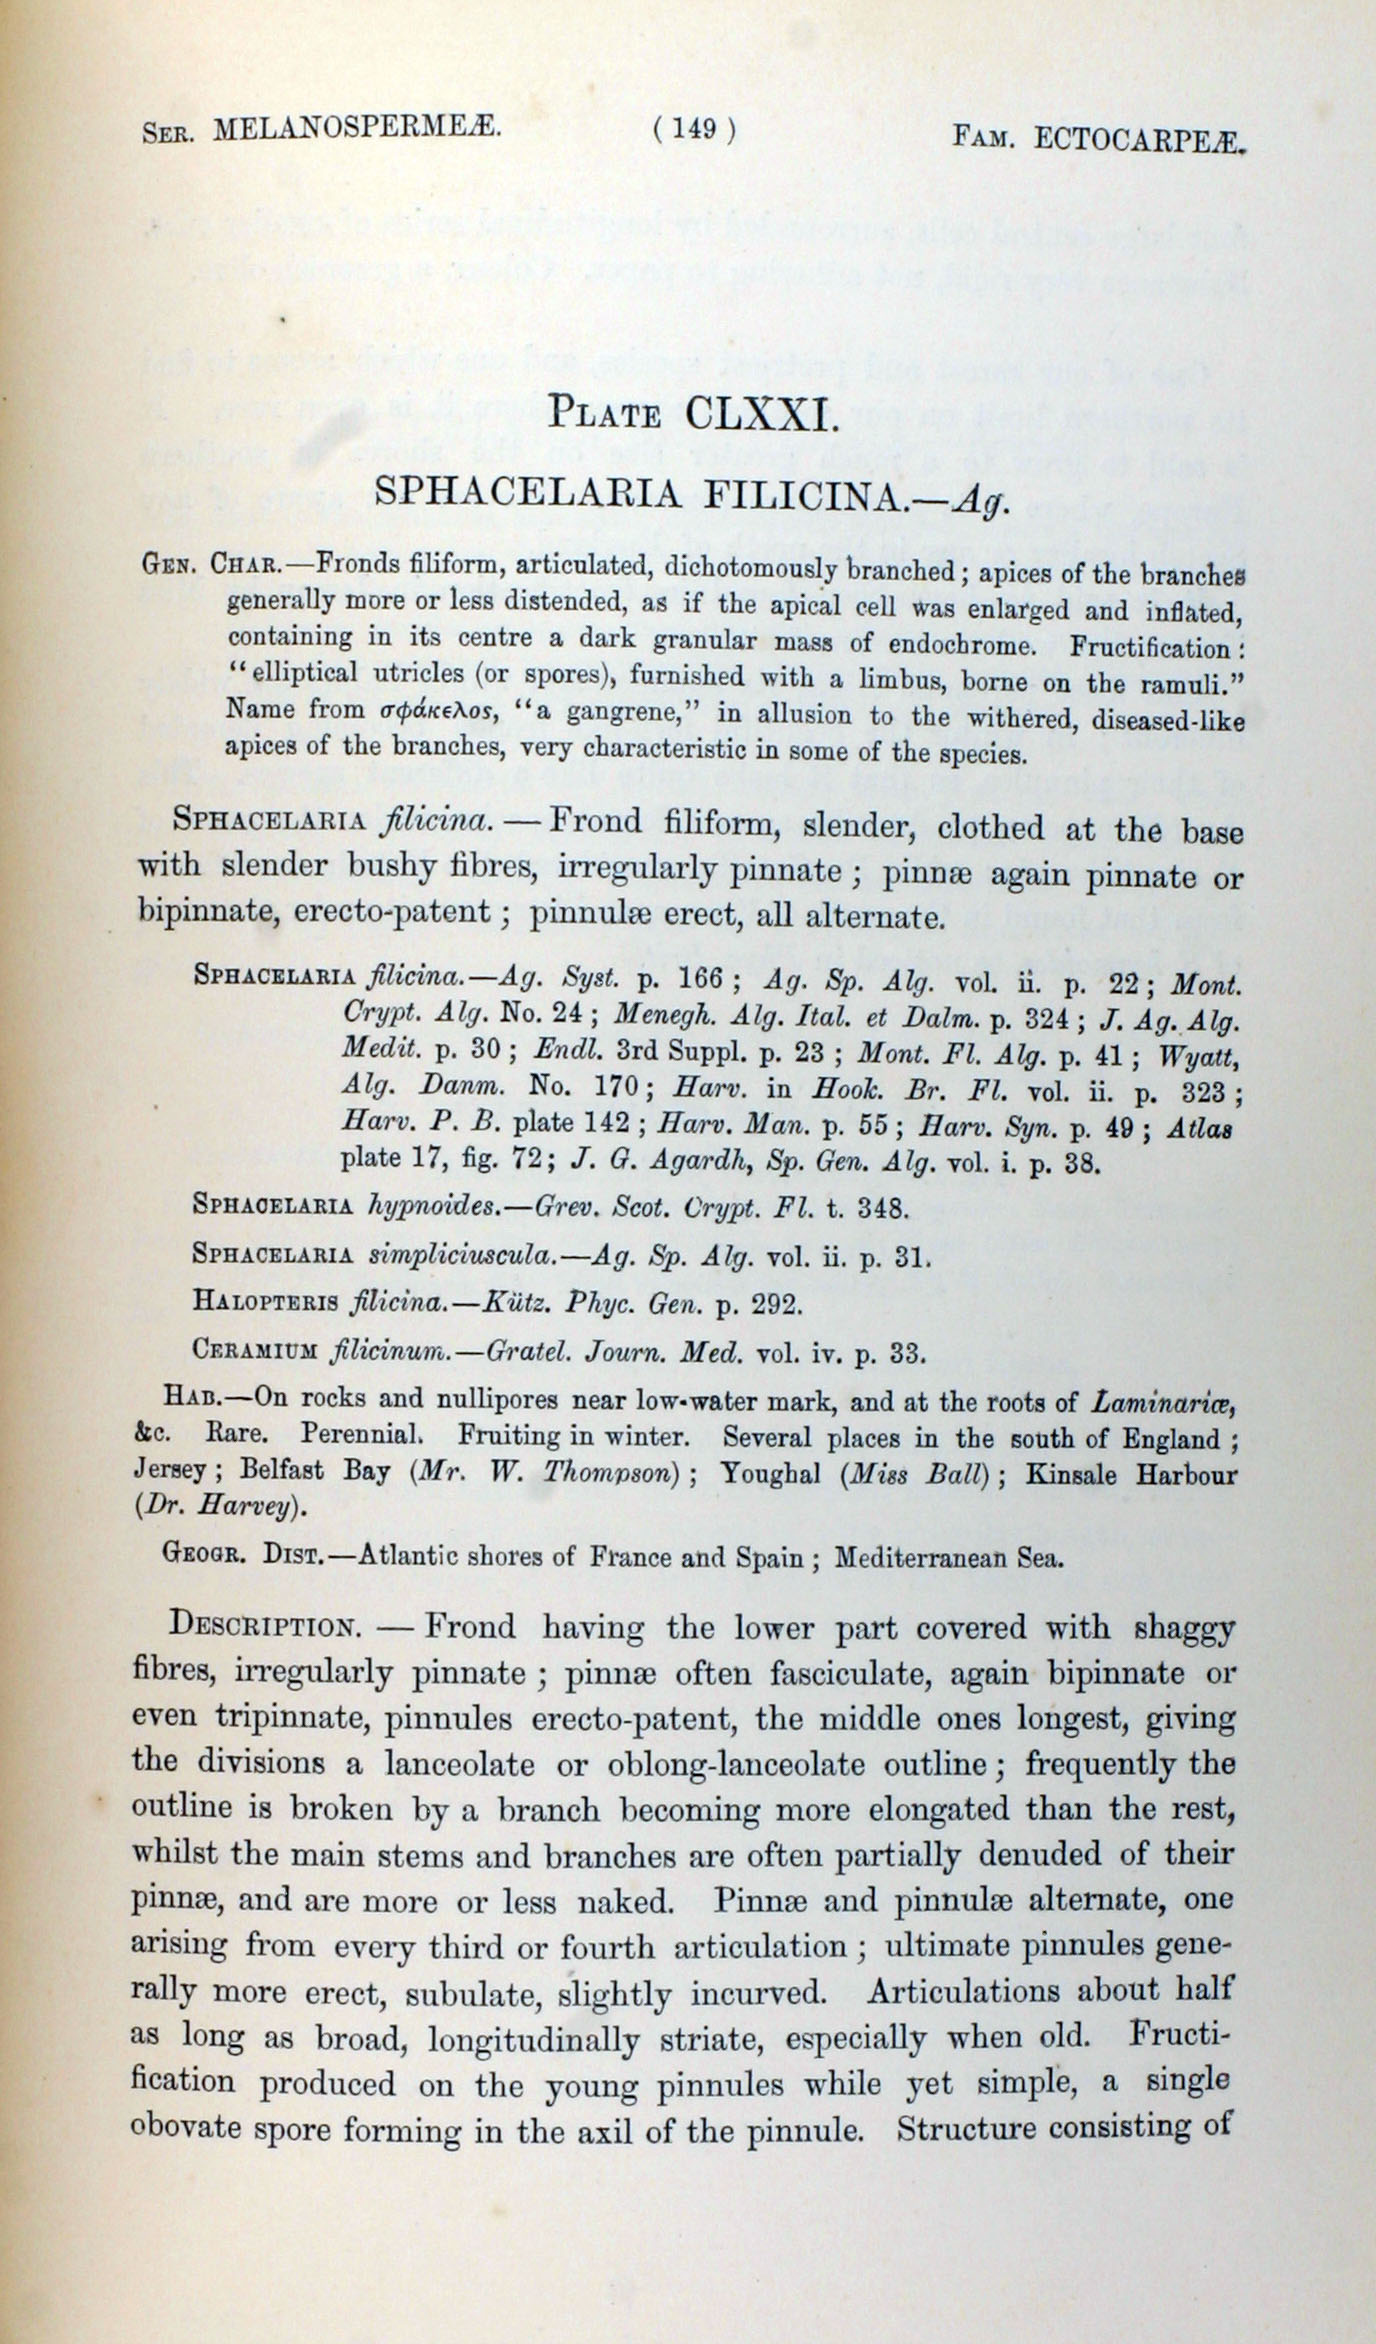 Ser. MELANOSPERMEÆ. (149) Fam. ECTOCARPEÆ.
Plate CLXXI.
SPHACELARIA FILICINA.—Ag.
Gen. Char.—Fronds filiform, articulated, dichotomously branched; apices of the branches
generally more or less distended, as if the apical cell was enlarged and inflated,
containing in its centre a dark granular mass of endochrome. Fructification:
“elliptical utricles (or spores), furnished with a limbus, borne on the ramuli.”
Name from σφάκελος, “a gangrene,” in allusion to the withered, diseased-like
apices of the branches, very characteristic in some of the species.
Sphacelaria filicina. — Frond filiform, slender, clothed at the base
with slender bushy fibres, irregularly pinnate; pinnæ again pinnate or
bipinnate, erecto-patent; pinnulæ erect, all alternate.
Sphacelaria filicina.—Ag. Syst. p. 166; Ag. Sp. Alg. vol. ii. p. 22; Mont.
Crypt. Alg. No. 24; Menegh. Alg. Ital. et Dalm. p. 324; J. Ag. Alg.
Medit. p. 30; Endl. 3rd Suppl. p. 23; Mont. Fl. Alg. p. 41; Wyatt,
Alg. Danm. No. 170; Harv. in Hook. Br. Fl. vol. ii. p. 323;
Harv. P. B. plate 142; Harv. Man. p. 55; Harv. Syn. p. 49; Atlas
plate 17, fig. 72; J. G. Agardh, Sp. Gen. Alg. vol. i. p. 38.
Sphacelaria hypnoides.—Grev. Scot. Crypt. Fl. t. 348.
Sphacelaria simpliciuscula.—Ag. Sp. Alg. vol. ii. p. 31.
Halopteris filicina.—Kütz. Phyc. Gen. p. 292.
Ceramium filicinum.—Gratel. Journ. Med. vol. iv. p. 33.
Hab.—On rocks and nullipores near low-water mark, and at the roots of Laminariæ,
&c. Rare. Perennial. Fruiting in winter. Several places in the south of England;
Jersey; Belfast Bay (Mr. W. Thompson); Youghal (Miss Ball); Kinsale Harbour
(Dr. Harvey).
Geogr. Dist.—Atlantic shores of France and Spain; Mediterranean Sea.
Description. — Frond having the lower part covered with shaggy
fibres, irregularly pinnate; pinnæ often fasciculate, again bipinnate or
even tripinnate, pinnules erecto-patent, the middle ones longest, giving
the divisions a lanceolate or oblong-lanceolate outline; frequently the
outline is broken by a branch becoming more elongated than the rest,
whilst the main stems and branches are often partially denuded of their
pinnæ, and are more or less naked. Pinnæ and pinnulæ alternate, one
arising from every third or fourth articulation; ultimate pinnules gene-
rally more erect, subulate, slightly incurved. Articulations about half
as long as broad, longitudinally striate, especially when old. Fructi-
fication produced on the young pinnules while yet simple, a single
obovate spore forming in the axil of the pinnule. Structure consisting of